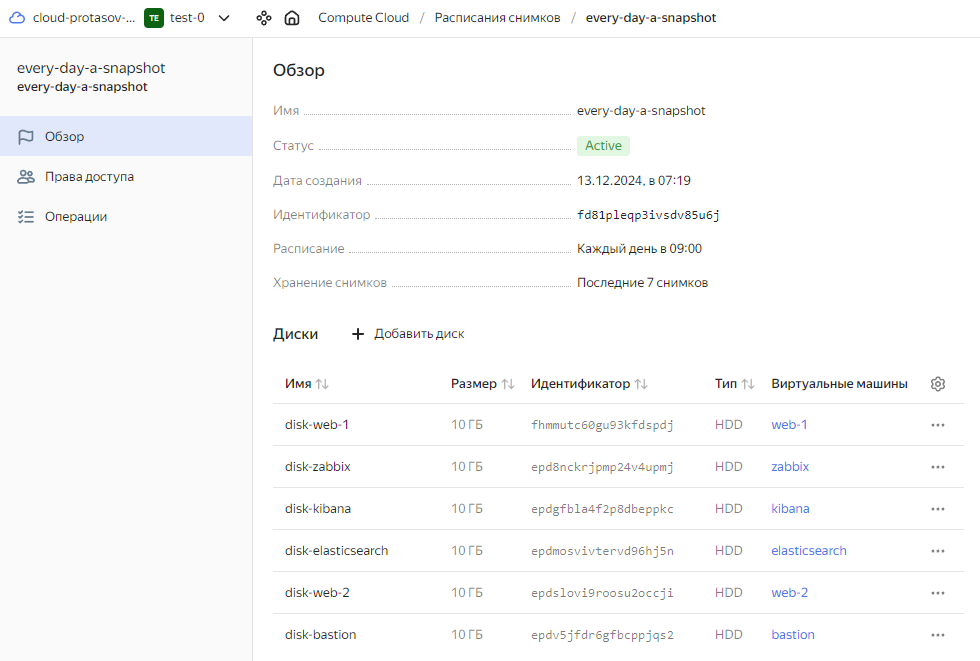 cloud-protasov-... TE test-0 Compute Cloud / Расписания снимков / every-day-a-snapshot
every-day-a-snapshot
every-day-a-snapshot
Обзор
Права доступа
Операции
Обзор
Имя every-day-a-snapshot
Статус Active
Дата создания 13.12.2024, в 07:19
Идентификатор fd81pleqp3ivsdv85u6j
Расписание Каждый день в 09:00
Хранение снимков Последние 7 снимков
Диски + Добавить диск
Имя Размер Идентификатор Тип Виртуальные машины
disk-web-1 10 ГБ fhmmutc60gu93kfdspdj HDD web-1
disk-zabbix 10 ГБ epd8nckrjpmp24v4upmj HDD zabbix
disk-kibana 10 ГБ epdgfbla4f2p8dbeppkc HDD kibana
disk-elasticsearch 10 ГБ epdmosvivtervd96hj5n HDD elasticsearch
disk-web-2 10 ГБ epdslovi9roosu2occji HDD web-2
disk-bastion 10 ГБ epdv5jfdr6gfbcppjqs2 HDD bastion